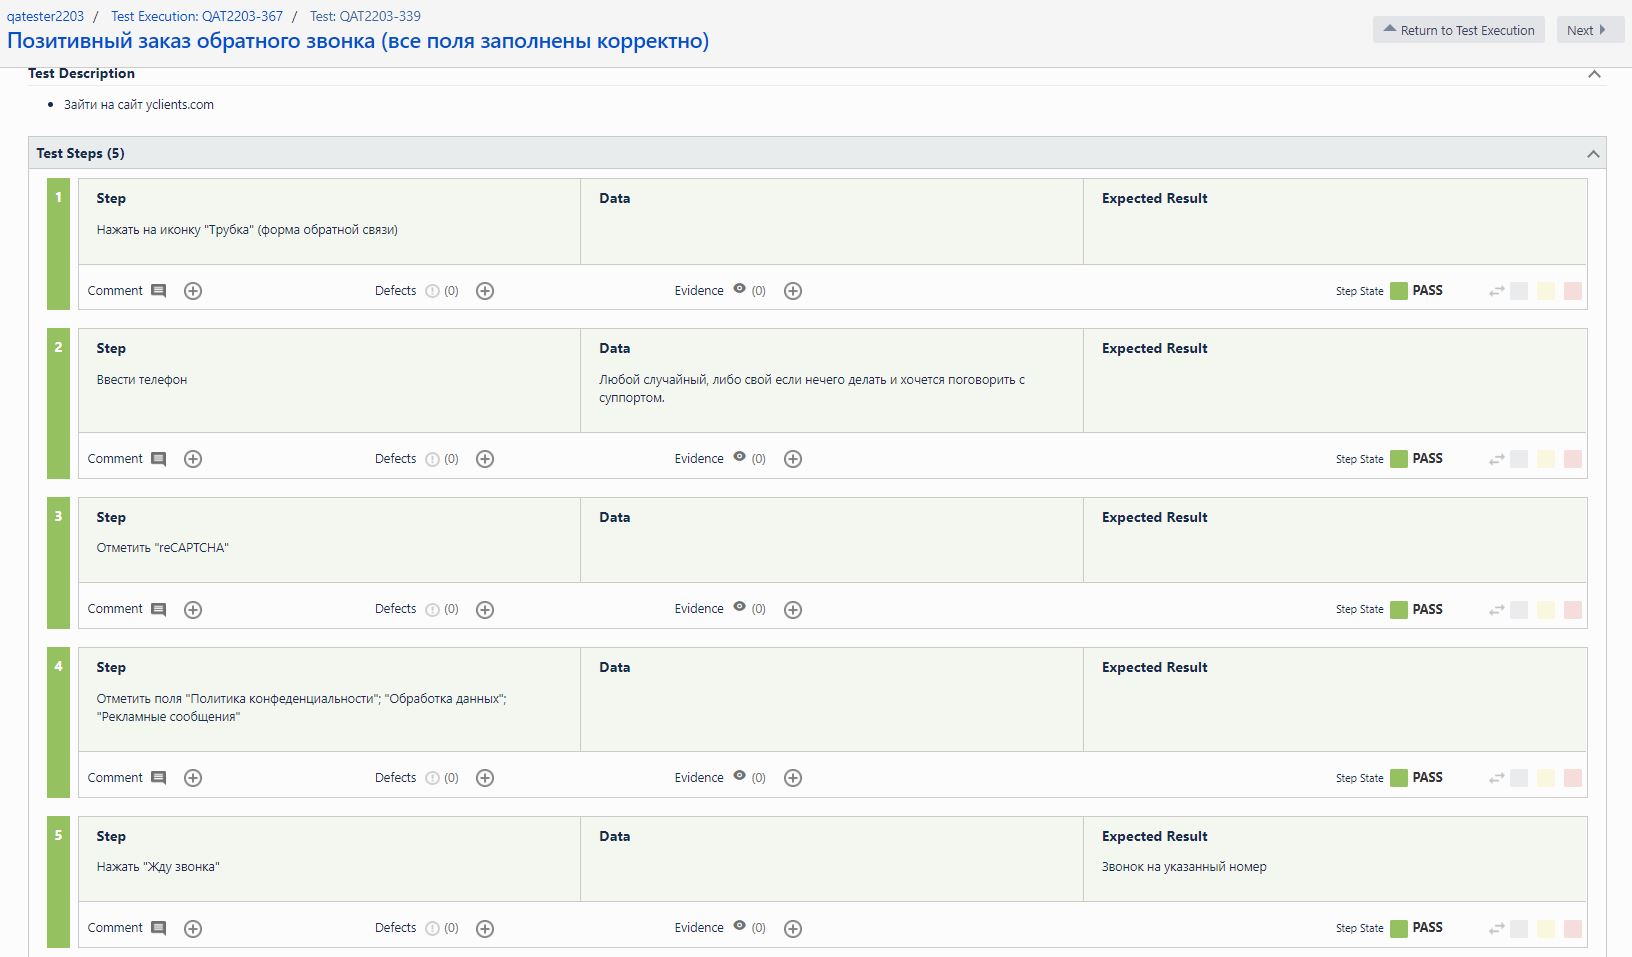 qatester2203 / Test Execution: QAT2203-367 / Test: QAT2203-339
Позитивный заказ обратного звонка (все поля заполнены корректно)
Return to Test Execution
Next
Test Description
Зайти на сайт yclients.com
Test Steps (5)
1
Step
Data
Expected Result
Нажать на иконку "Трубка" (форма обратной связи)
Comment
Defects (0)
Evidence (0)
Step State PASS
2
Step
Data
Expected Result
Ввести телефон
Любой случайный, либо свой если нечего делать и хочется поговорить с
суппортом.
Comment
Defects (0)
Evidence (0)
Step State PASS
3
Step
Data
Expected Result
Отметить "reCAPTCHA"
Comment
Defects (0)
Evidence (0)
Step State PASS
4
Step
Data
Expected Result
Отметить поля "Политика конфеденциальности"; "Обработка данных";
"Рекламные сообщения"
Comment
Defects (0)
Evidence (0)
Step State PASS
5
Step
Data
Expected Result
Нажать "Жду звонка"
Звонок на указанный номер
Comment
Defects (0)
Evidence (0)
Step State PASS